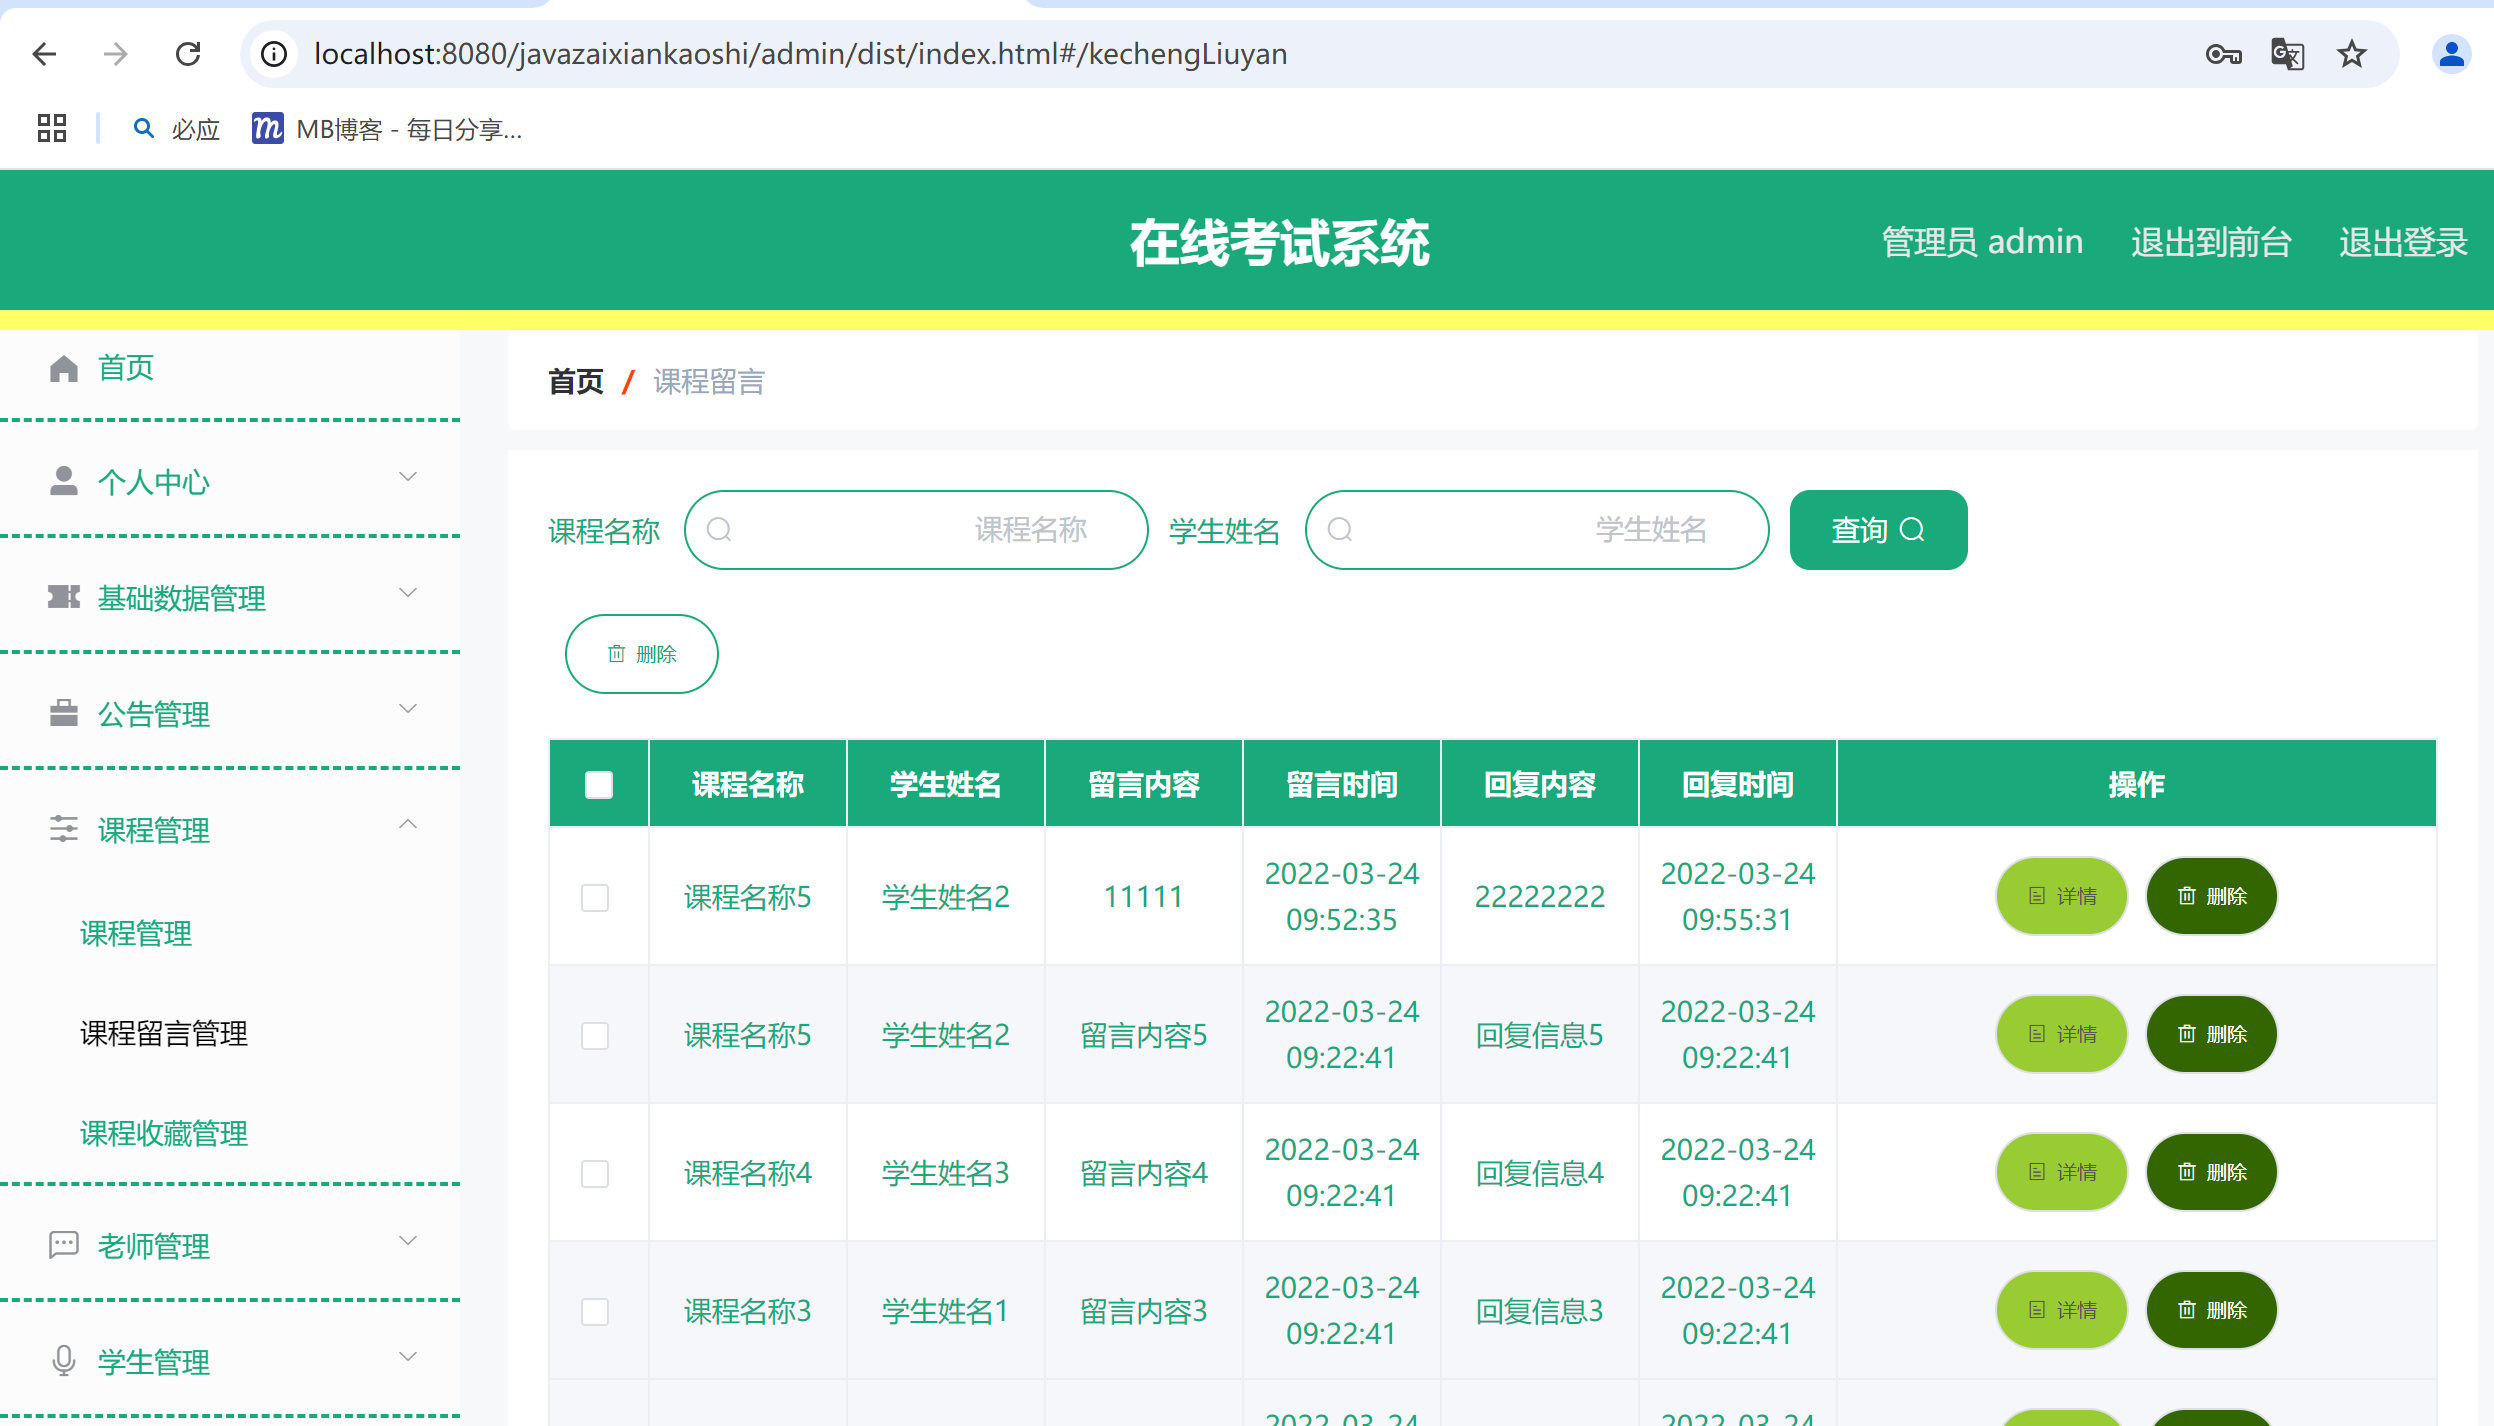 localhost:8080/javazaixiankaoshi/admin/dist/index.html#/kechengLiuyan
必应 MB博客 - 每日分享...
在线考试系统 管理员 admin 退出到前台 退出登录
首页
个人中心
基础数据管理
公告管理
课程管理
课程管理
课程留言管理
课程收藏管理
老师管理
学生管理
首页 / 课程留言
课程名称 课程名称 学生姓名 学生姓名 查询
删除
课程名称 学生姓名 留言内容 留言时间 回复内容 回复时间 操作
课程名称5 学生姓名2 11111 2022-03-24 09:52:35 22222222 2022-03-24 09:55:31 详情 删除
课程名称5 学生姓名2 留言内容5 2022-03-24 09:22:41 回复信息5 2022-03-24 09:22:41 详情 删除
课程名称4 学生姓名3 留言内容4 2022-03-24 09:22:41 回复信息4 2022-03-24 09:22:41 详情 删除
课程名称3 学生姓名1 留言内容3 2022-03-24 09:22:41 回复信息3 2022-03-24 09:22:41 详情 删除
2022-03-24 2022-03-24